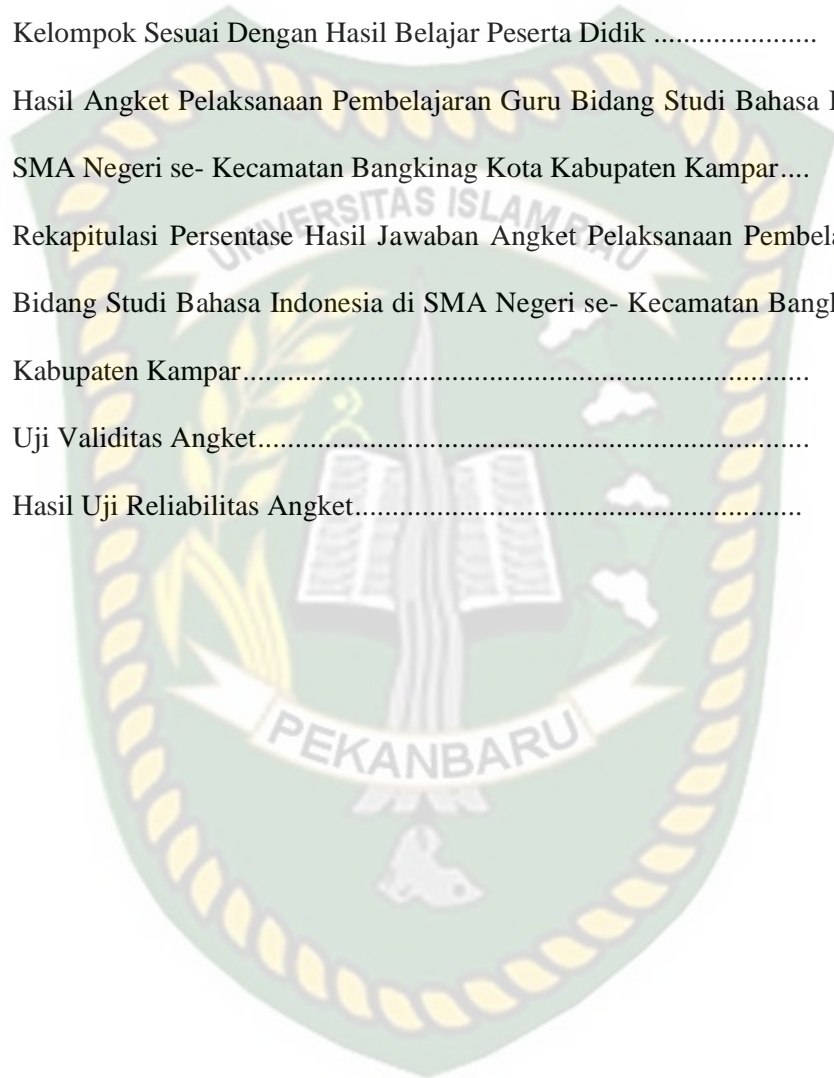 Kelompok Sesuai Dengan Hasil Belajar Peserta Didik ......................
Hasil Angket Pelaksanaan Pembelajaran Guru Bidang Studi Bahasa
SMA Negeri se- Kecamatan Bangkinag Kota Kabupaten Kampar....
UNIVERSITAS ISLAM RIAU
Rekapitulasi Persentase Hasil Jawaban Angket Pelaksanaan
Bidang Studi Bahasa Indonesia di SMA Negeri se- Kecamatan
Kabupaten Kampar............................................................................
Uji Validitas Angket..........................................................................
Hasil Uji Reliabilitas Angket............................................................
PEKANBARU